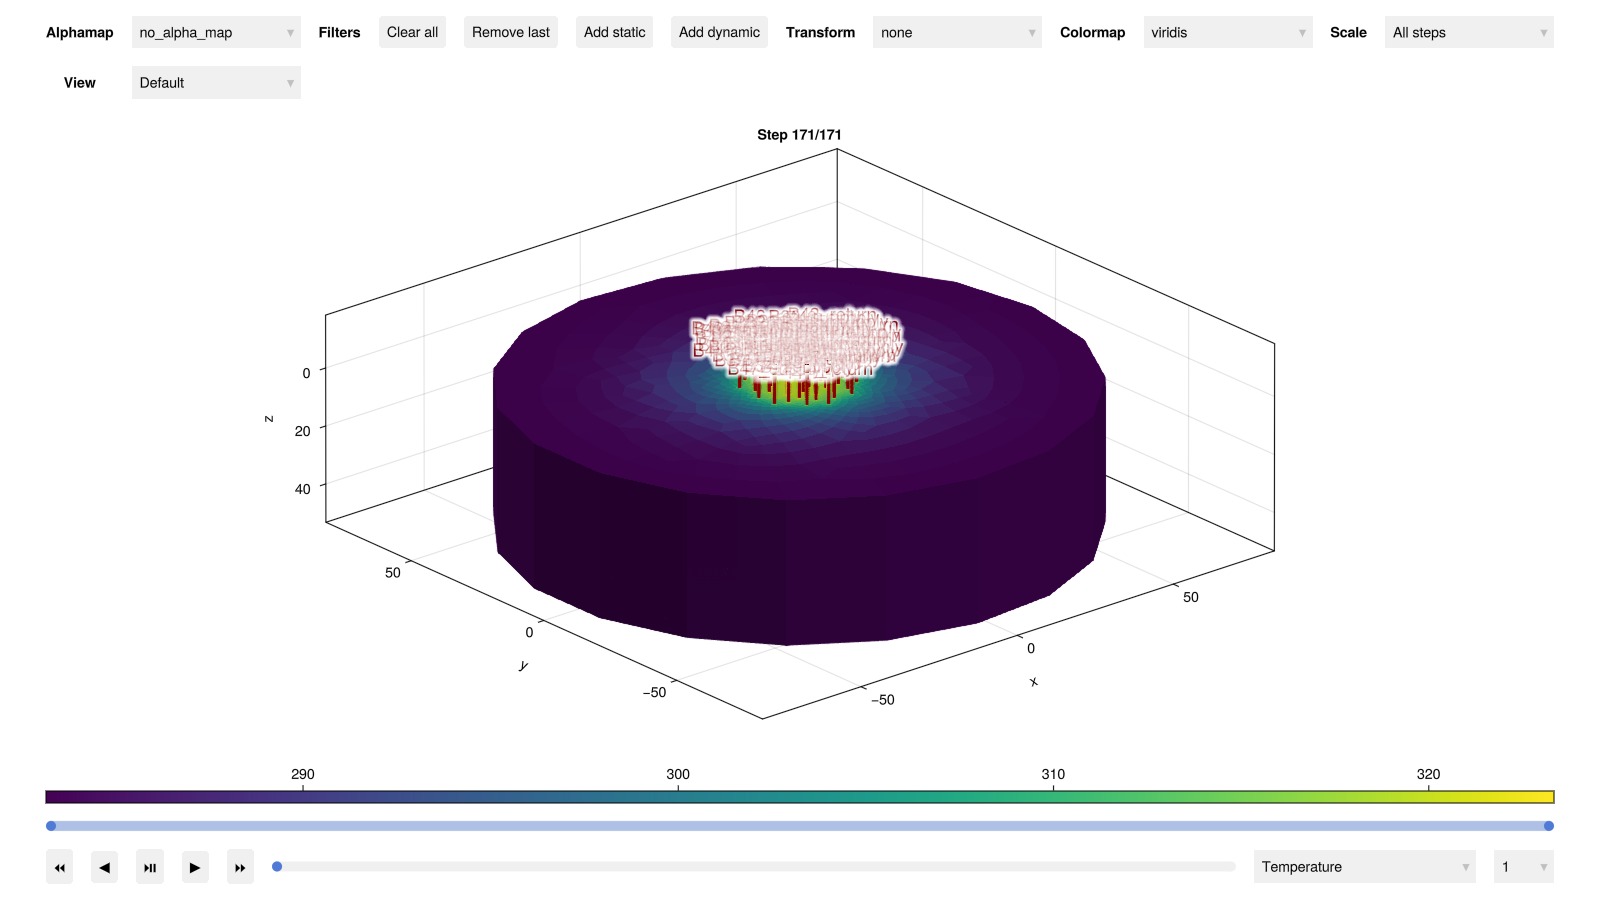 Alphamap no_alpha_map Filters Clear all Remove last Add static Add dynamic Transform none Colormap viridis Scale All steps
View Default
Step 171/171
0
20
40
z
50
0
−50
y
50
0
−50
x
290 300 310 320
Temperature 1